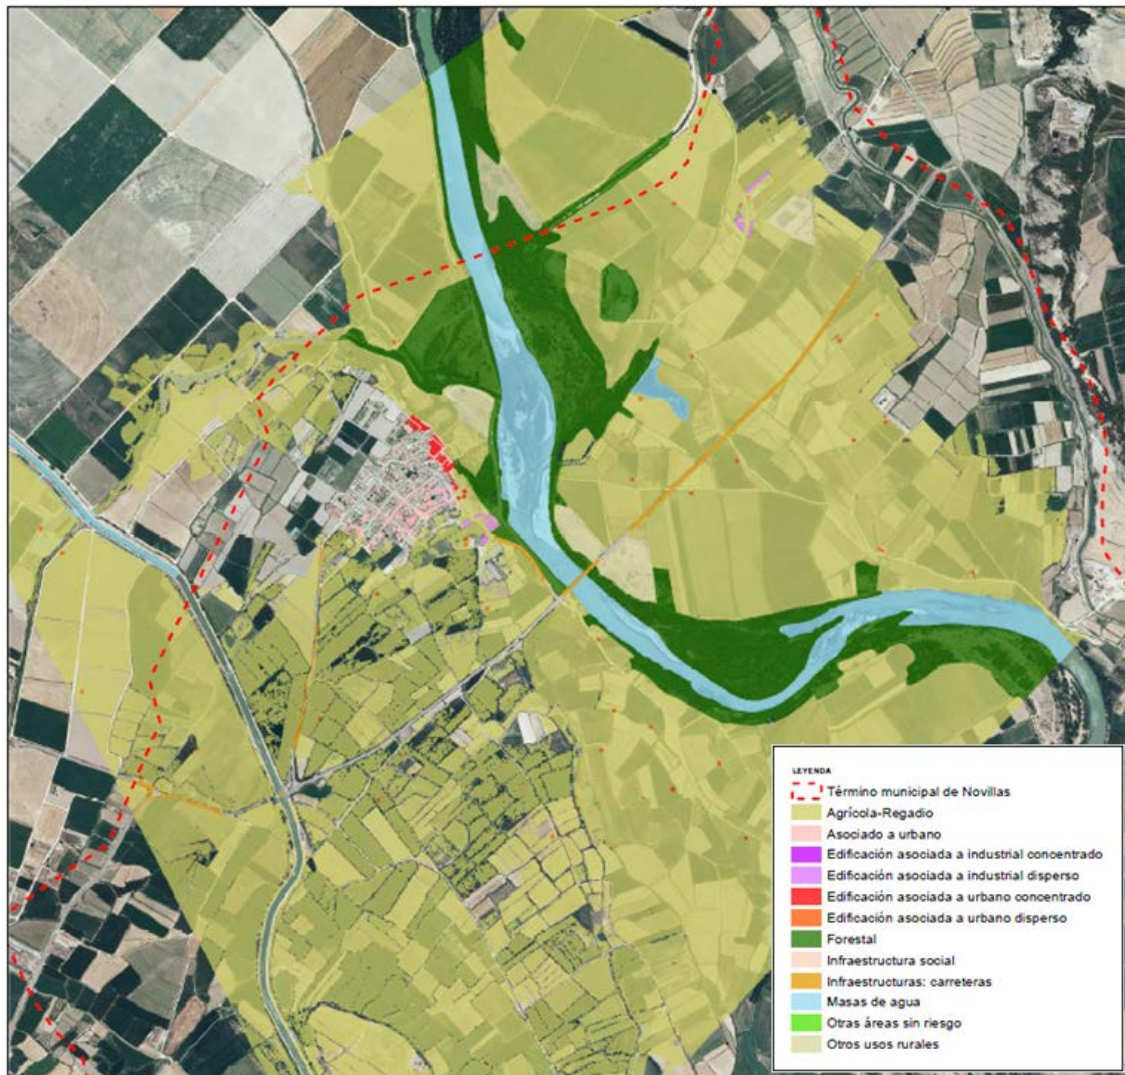 LEYENDA
Término municipal de Novillas
Agrícola-Regadio
Asociado a urbano
Edificación asociada a industrial concentrado
Edificación asociada a industrial disperso
Edificación asociada a urbano concentrado
Edificación asociada a urbano disperso
Forestal
Infraestructura social
Infraestructuras: carreteras
Masas de agua
Otras áreas sin riesgo
Otros usos rurales